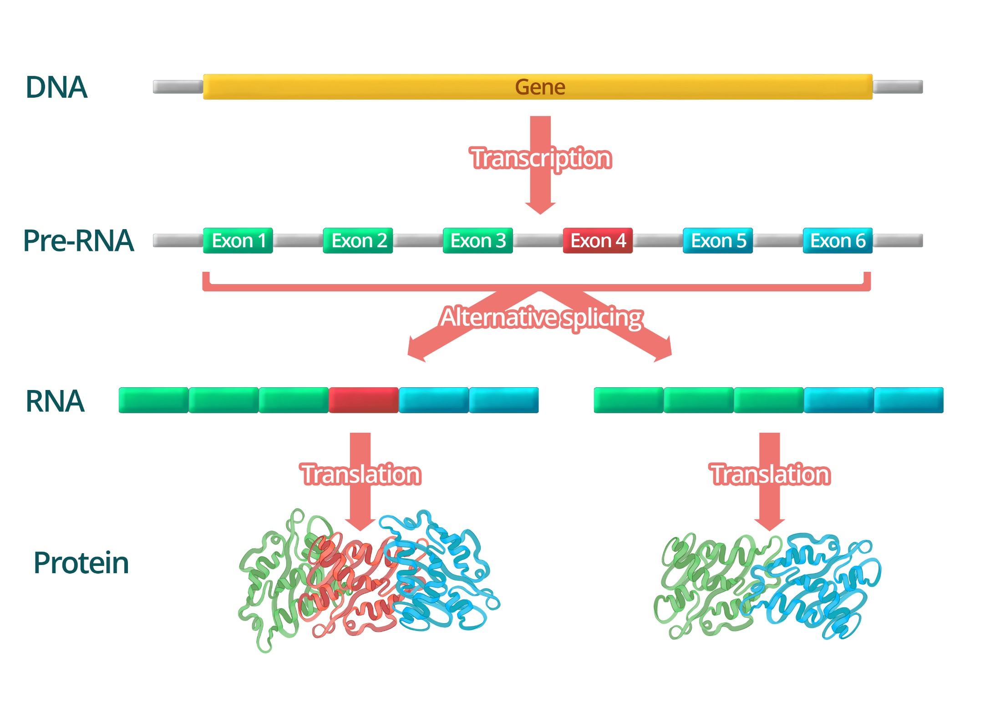 DNA
Gene
Transcription
Pre-RNA
Exon 1
Exon 2
Exon 3
Exon 4
Exon 5
Exon 6
Alternative splicing
RNA
Translation
Translation
Protein